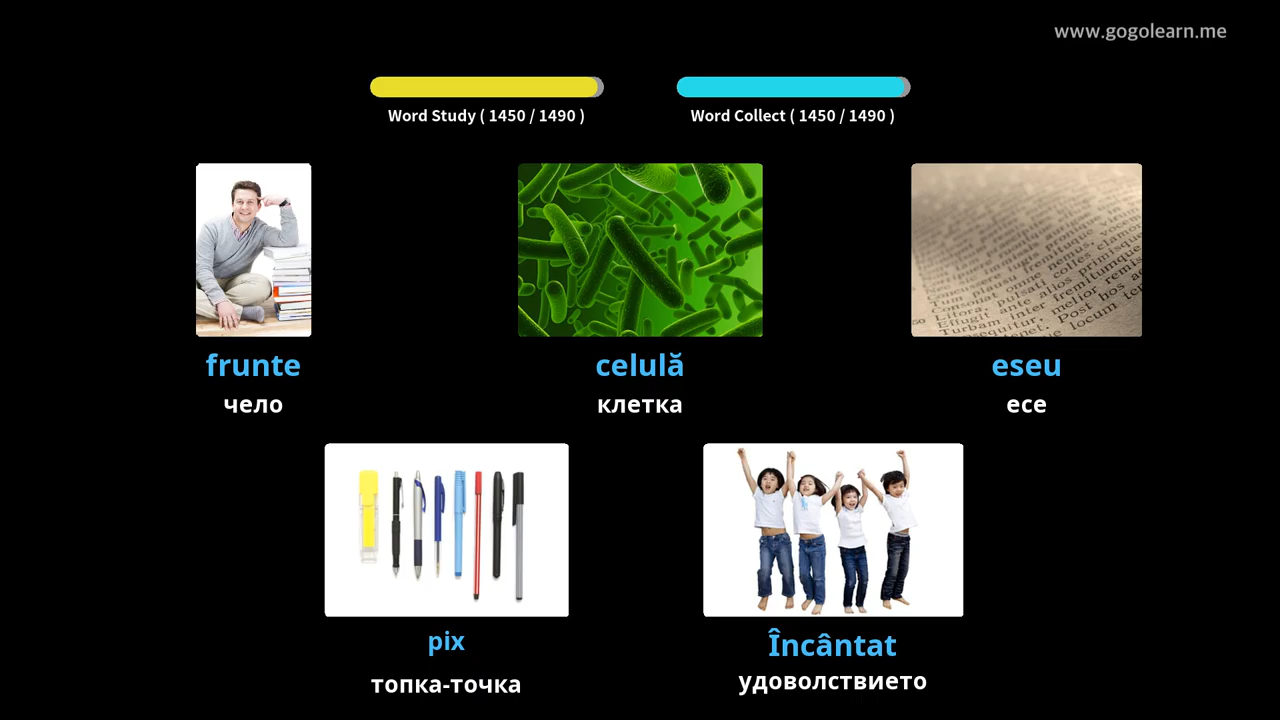 www.gogolearn.me
Word Study ( 1450 / 1490 )
Word Collect ( 1450 / 1490 )
frunte
чело
celulă
клетка
eseu
есе
pix
топка-точка
Încântat
удоволствието